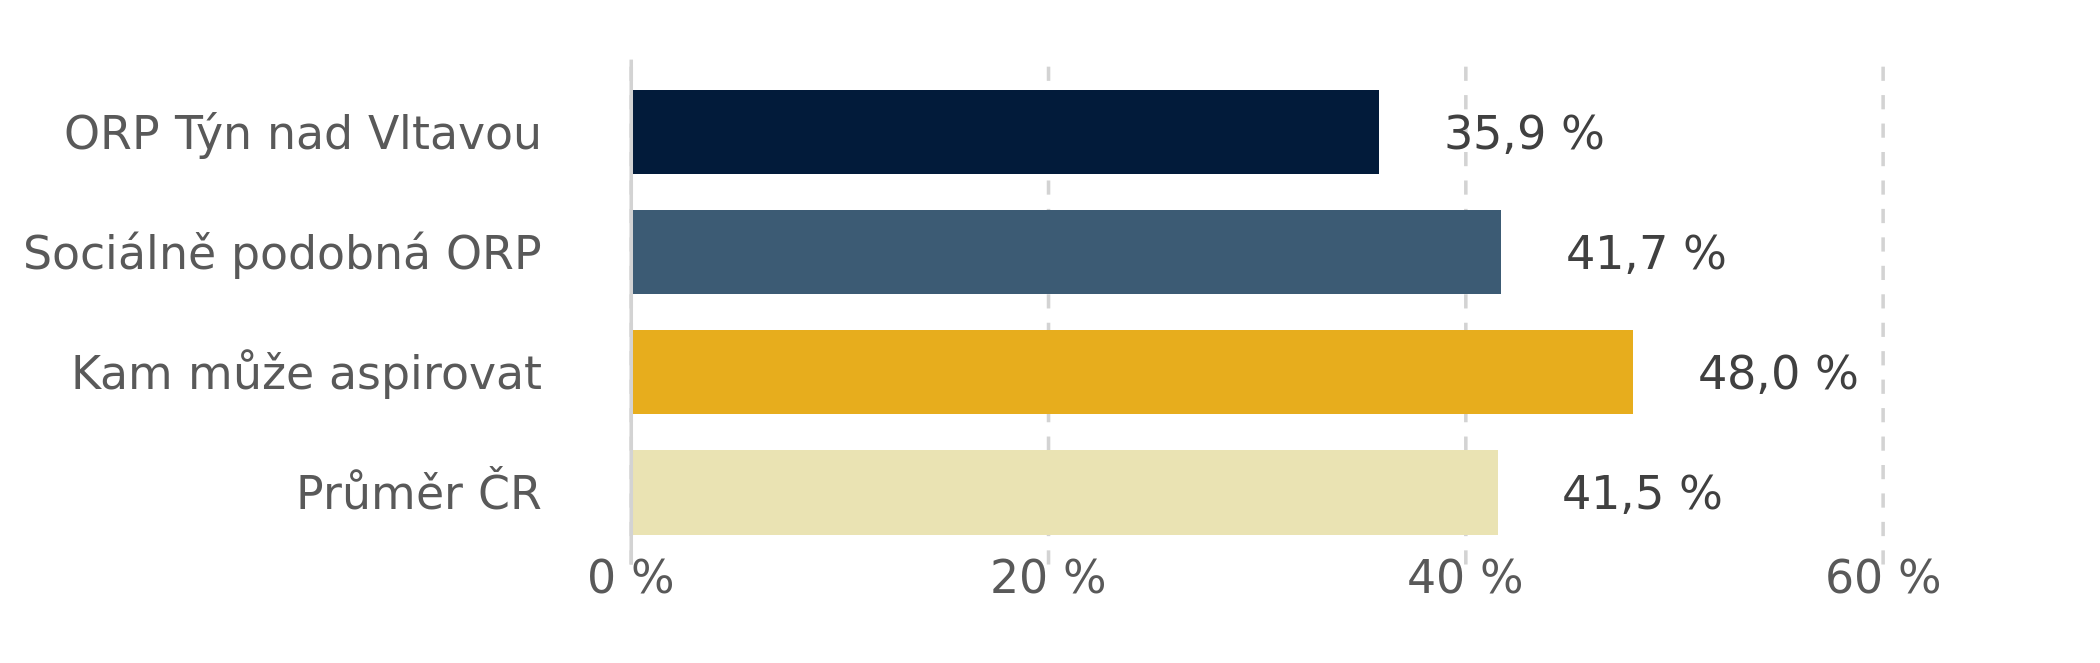 ORP Týn nad Vltavou 35,9 %
Sociálně podobná ORP 41,7 %
Kam může aspirovat 48,0 %
Průměr ČR 41,5 %
0 % 20 % 40 % 60 %